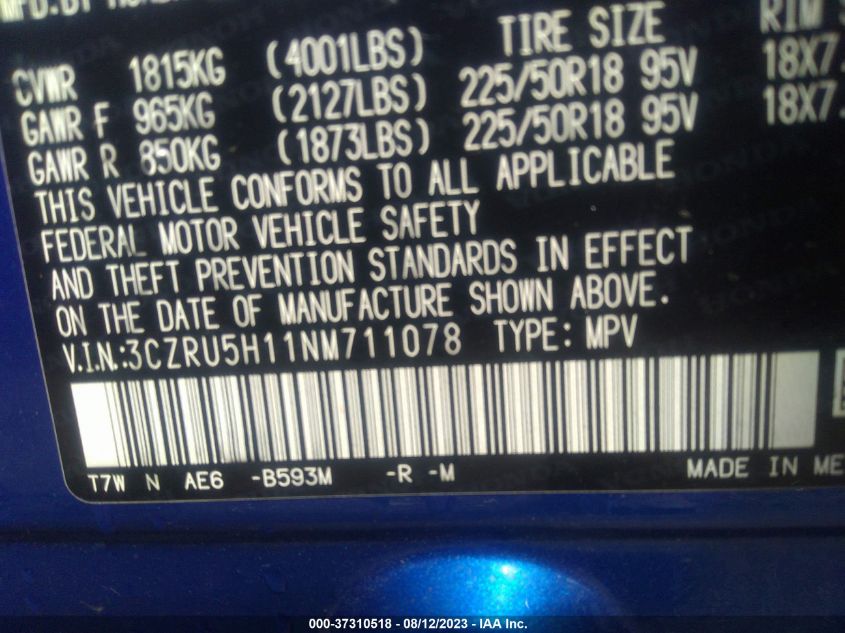 MFD.BY
GVWR 1815KG (4001LBS) TIRE SIZE RIM
GAWR F 965KG (2127LBS) 225/50R18 95V 18X7.
GAWR R 850KG (1873LBS) 225/50R18 95V 18X7.
THIS VEHICLE CONFORMS TO ALL APPLICABLE
FEDERAL MOTOR VEHICLE SAFETY
AND THEFT PREVENTION STANDARDS IN EFFECT
ON THE DATE OF MANUFACTURE SHOWN ABOVE.
V.I.N.:3CZRU5H11NM711078 TYPE: MPV
T7W N AE6 -B593M -R -M MADE IN ME
000-37310518 - 08/12/2023 - IAA Inc.